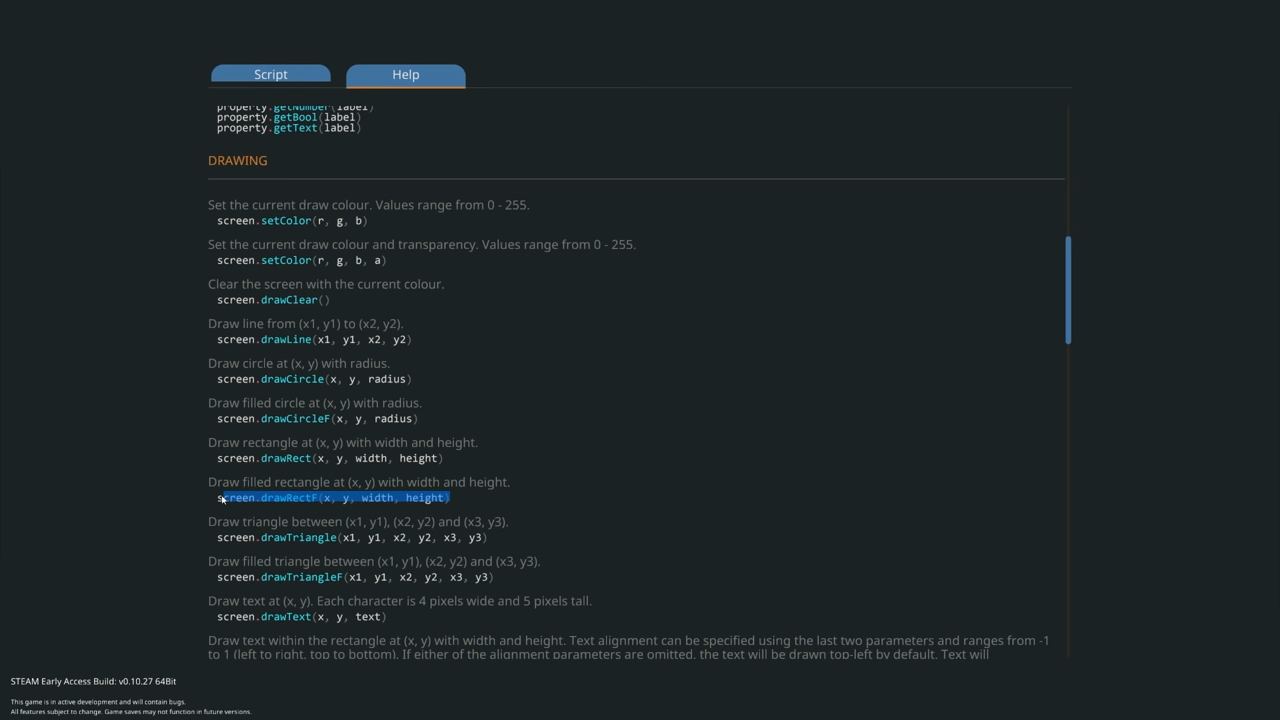 Script
Help
property.getNumber(label)
property.getBool(label)
property.getText(label)
DRAWING
Set the current draw colour. Values range from 0 - 255.
screen.setColor(r, g, b)
Set the current draw colour and transparency. Values range from 0 - 255.
screen.setColor(r, g, b, a)
Clear the screen with the current colour.
screen.drawClear()
Draw line from (x1, y1) to (x2, y2).
screen.drawLine(x1, y1, x2, y2)
Draw circle at (x, y) with radius.
screen.drawCircle(x, y, radius)
Draw filled circle at (x, y) with radius.
screen.drawCircleF(x, y, radius)
Draw rectangle at (x, y) with width and height.
screen.drawRect(x, y, width, height)
Draw filled rectangle at (x, y) with width and height.
screen.drawRectF(x, y, width, height)
Draw triangle between (x1, y1), (x2, y2) and (x3, y3).
screen.drawTriangle(x1, y1, x2, y2, x3, y3)
Draw filled triangle between (x1, y1), (x2, y2) and (x3, y3).
screen.drawTriangleF(x1, y1, x2, y2, x3, y3)
Draw text at (x, y). Each character is 4 pixels wide and 5 pixels tall.
screen.drawText(x, y, text)
Draw text within the rectangle at (x, y) with width and height. Text alignment can be specified using the last two parameters and ranges from -1
to 1 (left to right, top to bottom). If either of the alignment parameters are omitted, the text will be drawn top-left by default. Text will
STEAM Early Access Build: v0.10.27 64Bit
This game is in active development and will contain bugs.
All features subject to change. Game saves may not function in future versions.